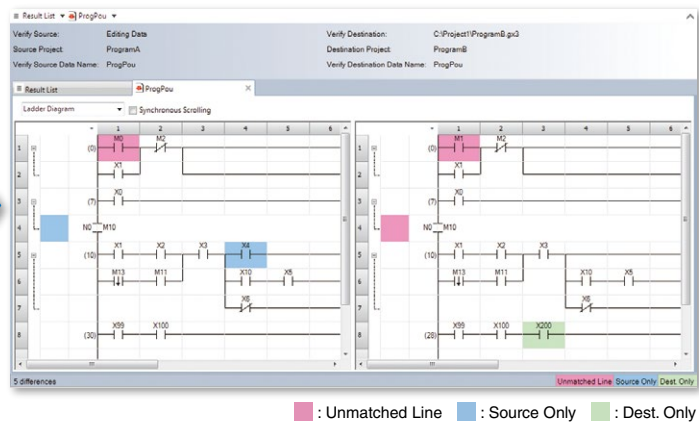 Result List ProgPou
Verify Source: Editing Data Verify Destination: C:\Project1\ProgramB.gx3
Source Project ProgramA Destination Project ProgramB
Verify Source Data Name: ProgPou Verify Destination Data Name: ProgPou
Result List ProgPou
Ladder Diagram Synchronous Scrolling
1 2 3 4 5 6 1 2 3 4 5 6
1 (0) M0 M2 1 (0) M1 M2
2 X1 2 X1
3 (7) X0 3 (7) X0
4 N0 M10 4 N0 M10
5 (10) X1 X2 X3 X4 5 (10) X1 X2 X3
6 M13 M11 X10 X5 6 M13 M11 X10 X5
7 X6 7 X6
8 (30) X99 X100 8 (28) X99 X100 X200
5 differences Unmatched Line Source Only Dest. Only
: Unmatched Line : Source Only : Dest. Only